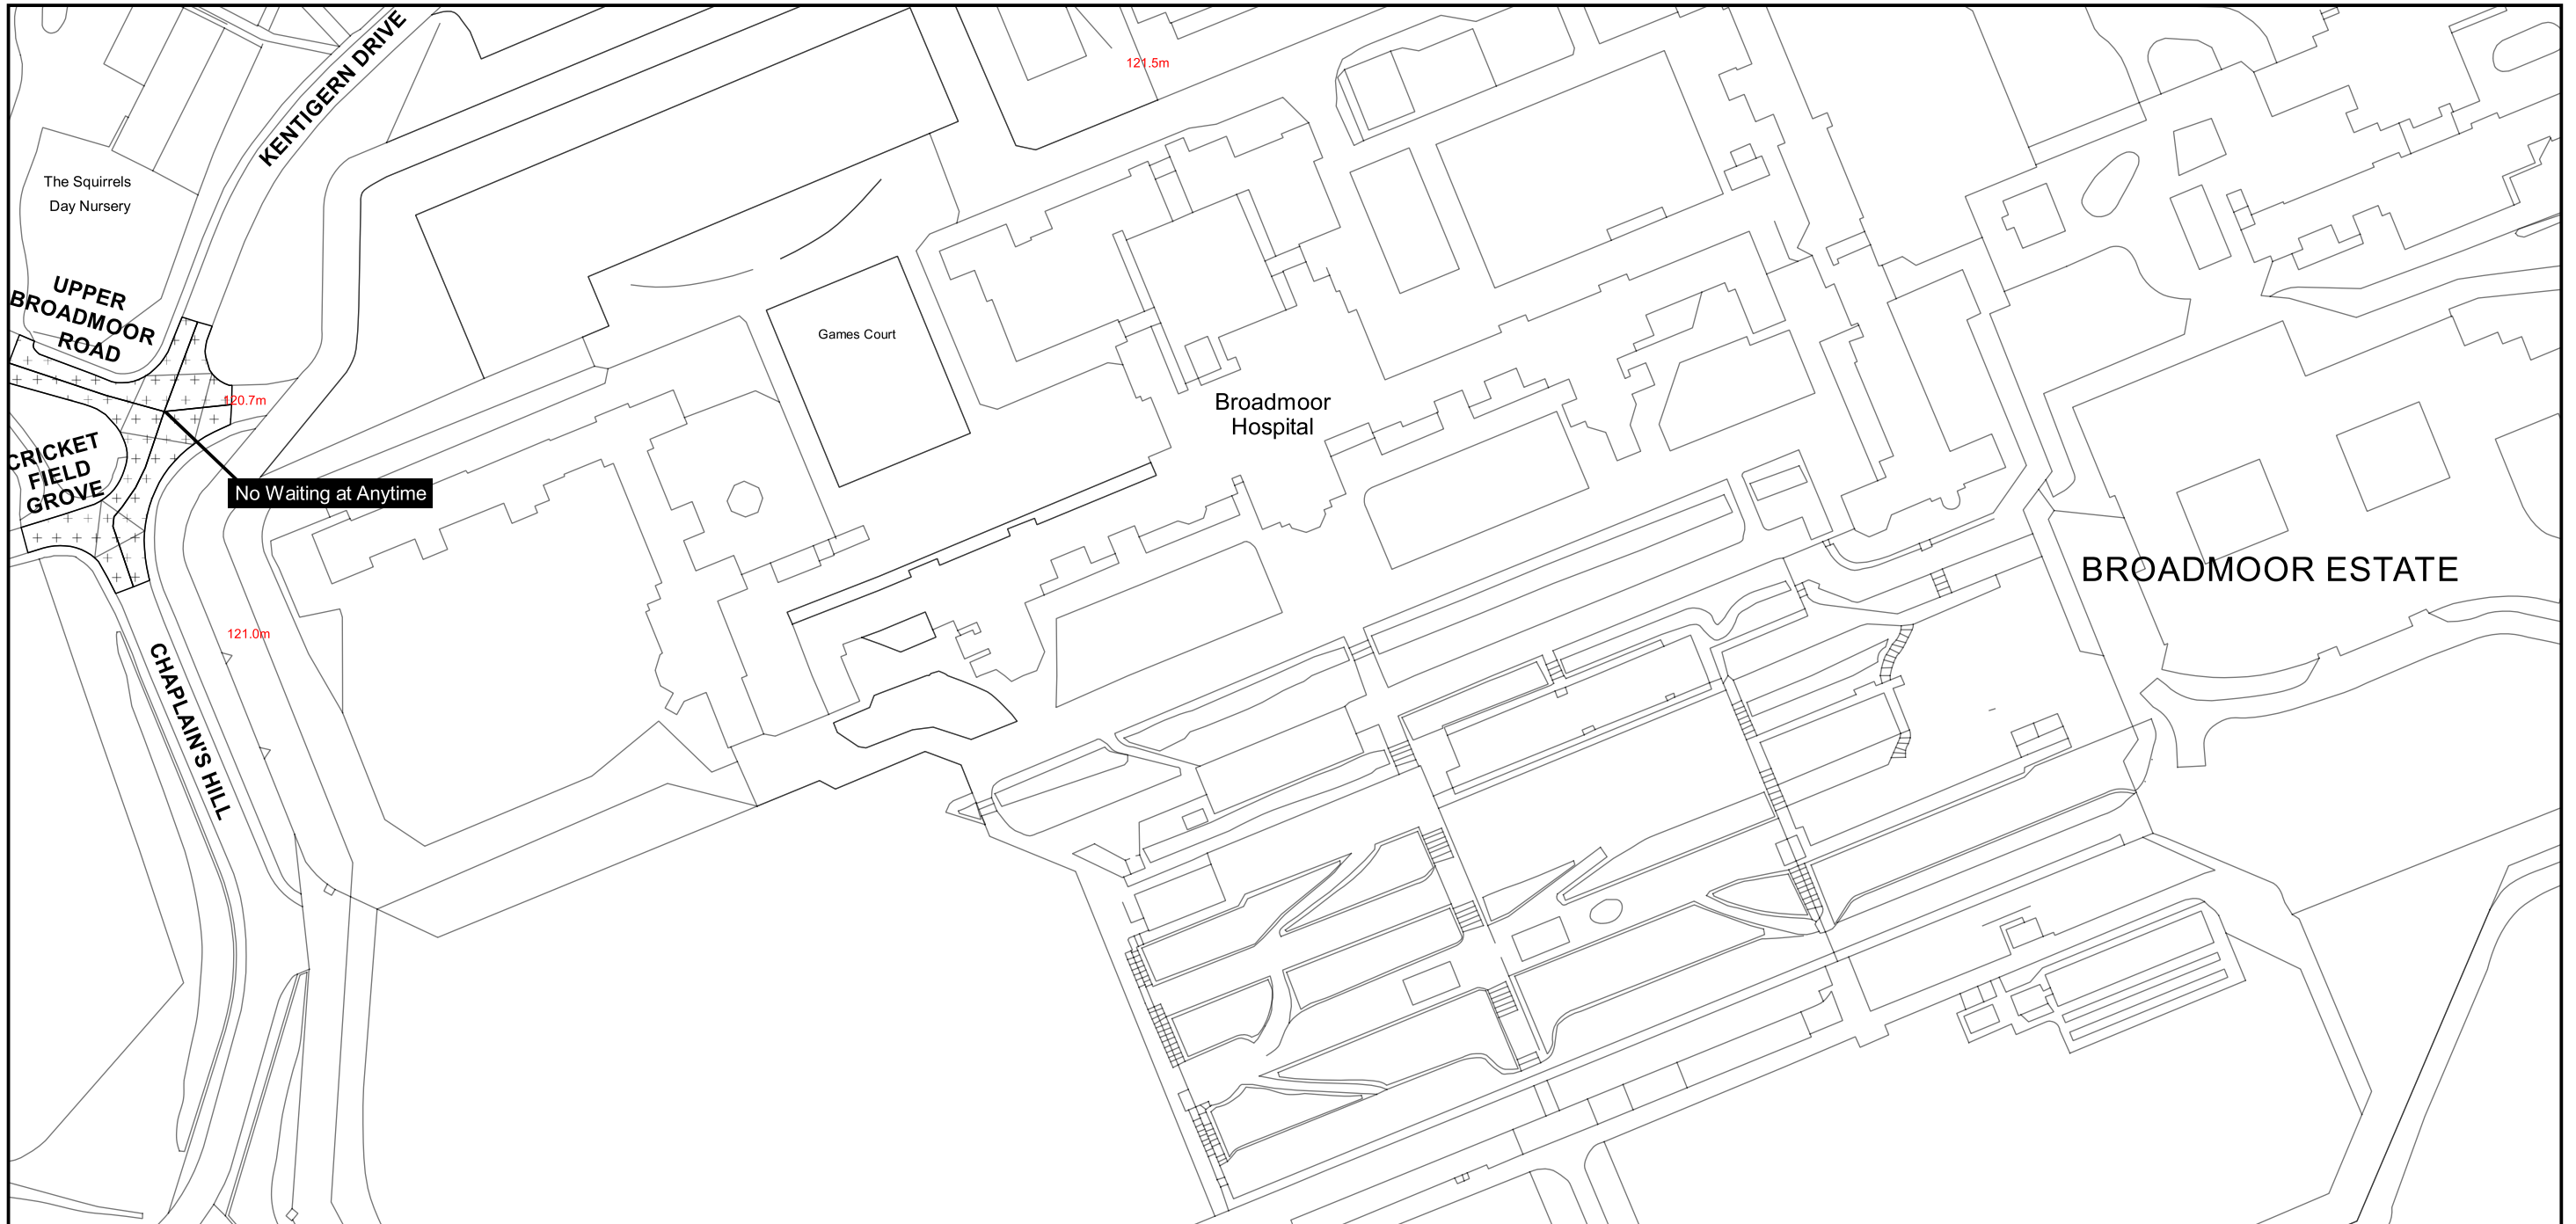 KENTIGERN DRIVE
121.5m
The Squirrels
Day Nursery
UPPER
BROADMOOR
ROAD
Games Court
120.7m
Broadmoor
Hospital
CRICKET
FIELD
GROVE
No Waiting at Anytime
BROADMOOR ESTATE
121.0m
CHAPLAIN'S HILL